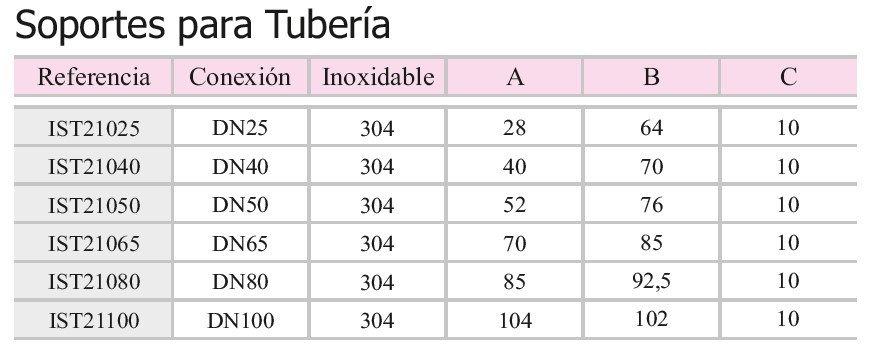 Soportes para Tubería
Referencia Conexión Inoxidable A B C
IST21025 DN25 304 28 64 10
IST21040 DN40 304 40 70 10
IST21050 DN50 304 52 76 10
IST21065 DN65 304 70 85 10
IST21080 DN80 304 85 92,5 10
IST21100 DN100 304 104 102 10